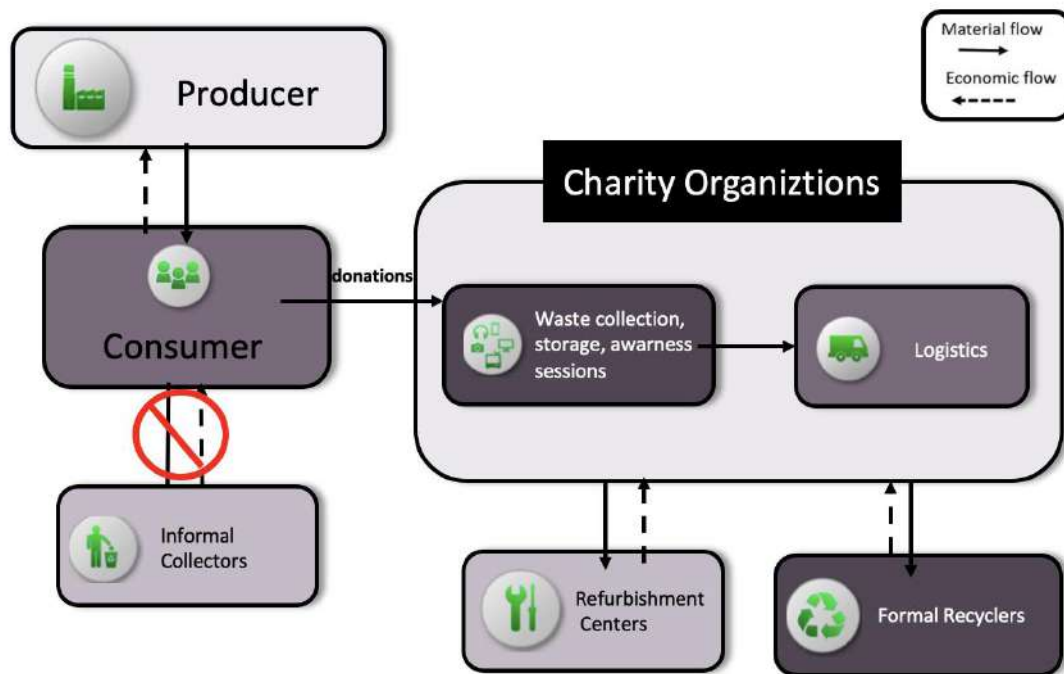 Material flow
Economic flow
Producer
Charity Organiztions
Consumer
donations
Waste collection,
storage, awarness
sessions
Logistics
Informal
Collectors
Refurbishment
Centers
Formal Recyclers